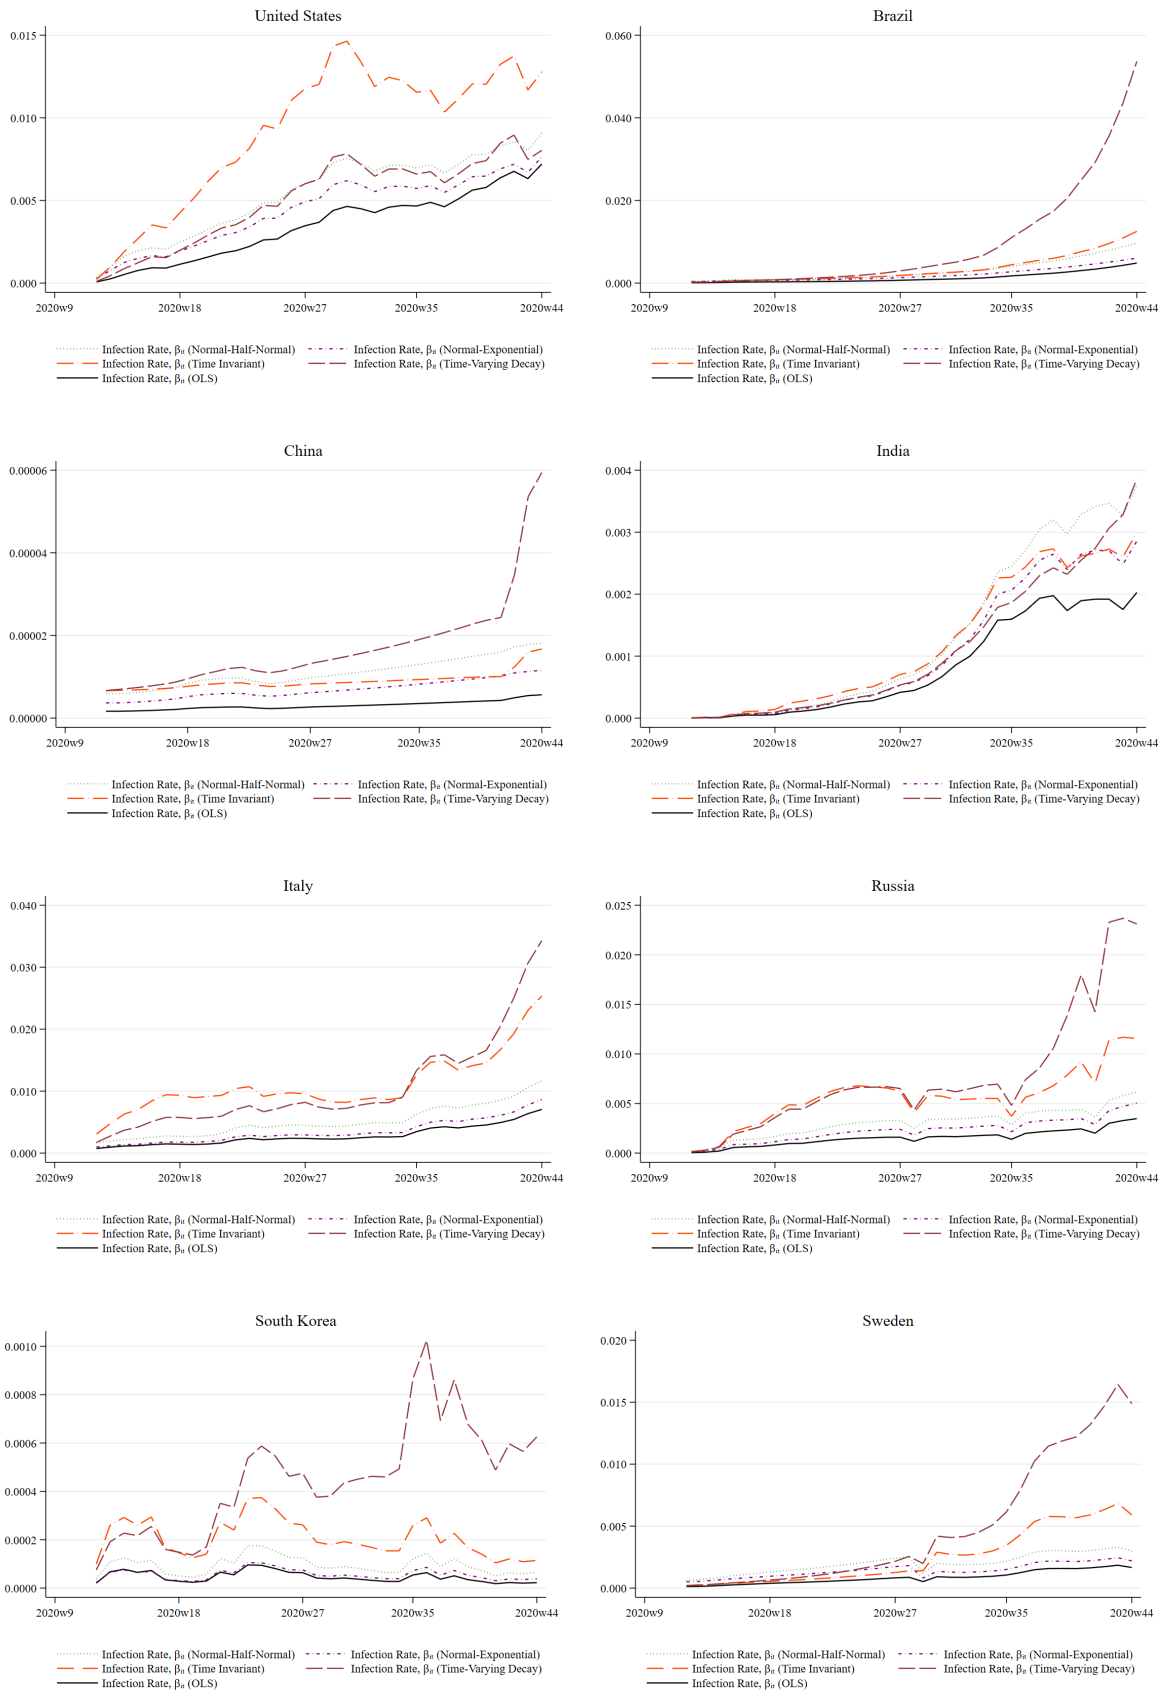 United States
0.015
0.010
0.005
0.000
2020w9 2020w18 2020w27 2020w35 2020w44
Infection Rate, βᵢₜ (Normal-Half-Normal) Infection Rate, βᵢₜ (Normal-Exponential)
Infection Rate, βᵢₜ (Time Invariant) Infection Rate, βᵢₜ (Time-Varying Decay)
Infection Rate, βᵢₜ (OLS)
Brazil
0.060
0.040
0.020
0.000
2020w9 2020w18 2020w27 2020w35 2020w44
Infection Rate, βᵢₜ (Normal-Half-Normal) Infection Rate, βᵢₜ (Normal-Exponential)
Infection Rate, βᵢₜ (Time Invariant) Infection Rate, βᵢₜ (Time-Varying Decay)
Infection Rate, βᵢₜ (OLS)
China
0.00006
0.00004
0.00002
0.00000
2020w9 2020w18 2020w27 2020w35 2020w44
Infection Rate, βᵢₜ (Normal-Half-Normal) Infection Rate, βᵢₜ (Normal-Exponential)
Infection Rate, βᵢₜ (Time Invariant) Infection Rate, βᵢₜ (Time-Varying Decay)
Infection Rate, βᵢₜ (OLS)
India
0.004
0.003
0.002
0.001
0.000
2020w9 2020w18 2020w27 2020w35 2020w44
Infection Rate, βᵢₜ (Normal-Half-Normal) Infection Rate, βᵢₜ (Normal-Exponential)
Infection Rate, βᵢₜ (Time Invariant) Infection Rate, βᵢₜ (Time-Varying Decay)
Infection Rate, βᵢₜ (OLS)
Italy
0.040
0.030
0.020
0.010
0.000
2020w9 2020w18 2020w27 2020w35 2020w44
Infection Rate, βᵢₜ (Normal-Half-Normal) Infection Rate, βᵢₜ (Normal-Exponential)
Infection Rate, βᵢₜ (Time Invariant) Infection Rate, βᵢₜ (Time-Varying Decay)
Infection Rate, βᵢₜ (OLS)
Russia
0.025
0.020
0.015
0.010
0.005
0.000
2020w9 2020w18 2020w27 2020w35 2020w44
Infection Rate, βᵢₜ (Normal-Half-Normal) Infection Rate, βᵢₜ (Normal-Exponential)
Infection Rate, βᵢₜ (Time Invariant) Infection Rate, βᵢₜ (Time-Varying Decay)
Infection Rate, βᵢₜ (OLS)
South Korea
0.0010
0.0008
0.0006
0.0004
0.0002
0.0000
2020w9 2020w18 2020w27 2020w35 2020w44
Infection Rate, βᵢₜ (Normal-Half-Normal) Infection Rate, βᵢₜ (Normal-Exponential)
Infection Rate, βᵢₜ (Time Invariant) Infection Rate, βᵢₜ (Time-Varying Decay)
Infection Rate, βᵢₜ (OLS)
Sweden
0.020
0.015
0.010
0.005
0.000
2020w9 2020w18 2020w27 2020w35 2020w44
Infection Rate, βᵢₜ (Normal-Half-Normal) Infection Rate, βᵢₜ (Normal-Exponential)
Infection Rate, βᵢₜ (Time Invariant) Infection Rate, βᵢₜ (Time-Varying Decay)
Infection Rate, βᵢₜ (OLS)